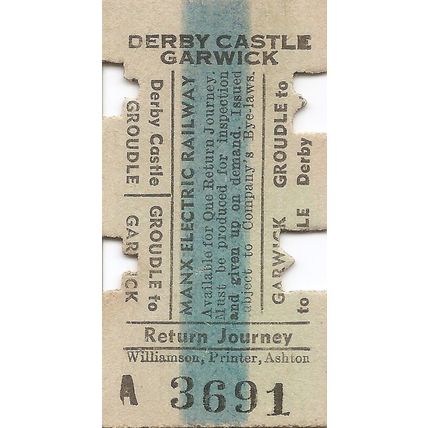 DERBY CASTLE
GARWICK
Derby Castle
GROUDLE
GROUDLE to
GARWICK
MANX ELECTRIC RAILWAY
Available for One Return Journey.
Must be produced for inspection
and given up on demand. Issued
subject to Company's Bye-laws.
GROUDLE to
Derby
GARWICK
LE to
Return Journey
Williamson, Printer, Ashton
A 3691